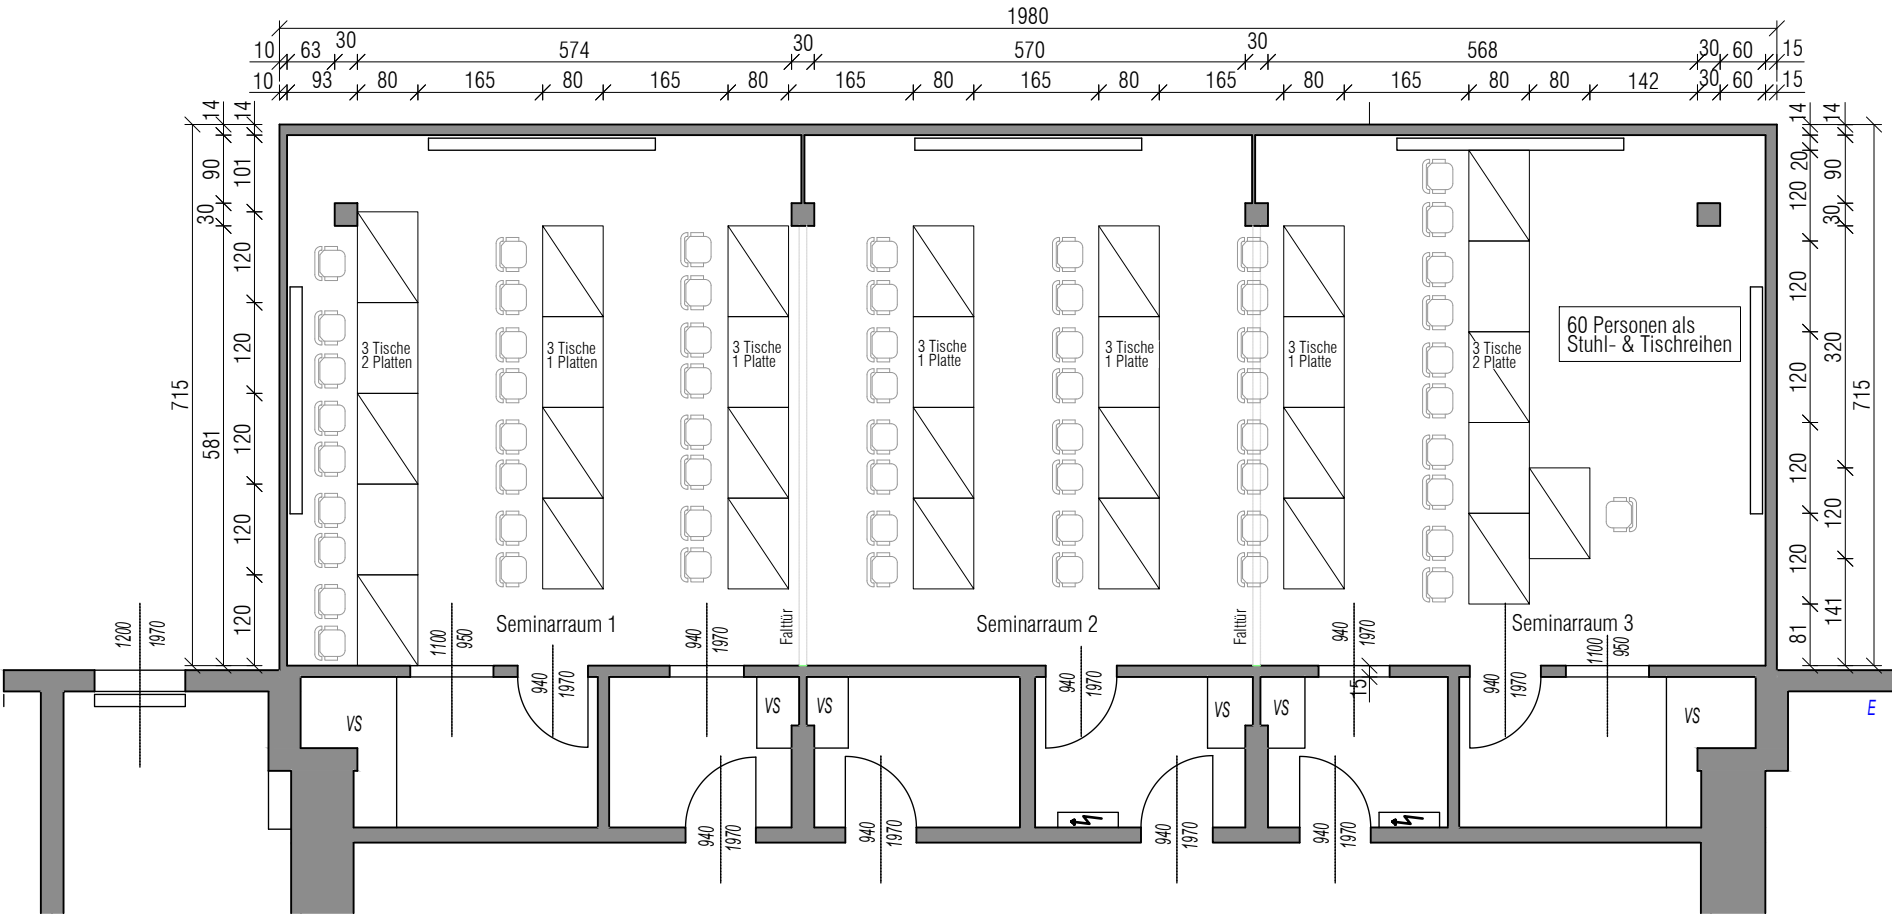 1980
10 63 30 574 30 570 30 568 30 60 15
10 93 80 165 80 165 80 165 80 165 80 165 80 165 80 80 142 30 60 15
14 14
90 101
30
120
120
120
120
120
581
715
14 14
20 90
120 30
120
120
320
120
120
120
141
81
715
60 Personen als
Stuhl- & Tischreihen
3 Tische
2 Platten
3 Tische
1 Platten
3 Tische
1 Platte
3 Tische
1 Platte
3 Tische
1 Platte
3 Tische
1 Platte
3 Tische
2 Platte
Seminarraum 1
Falttür
Seminarraum 2
Falttür
Seminarraum 3
1200
1970
1100
950
940
1970
940
1970
1100
950
940
1970
940
1970
15
940
1970
VS
VS
VS
VS
VS
VS
E
940
1970
940
1970
940
1970
940
1970